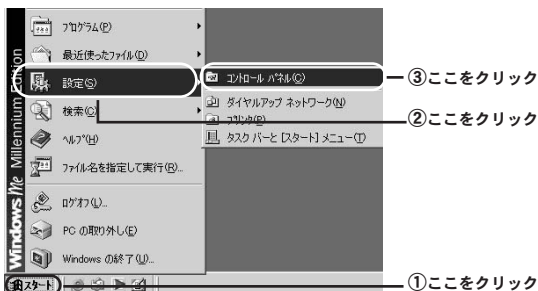 プログラム(P)
最近使ったファイル(D)
設定(S)
検索(C)
ヘルプ(H)
ファイル名を指定して実行(R)...
ログオフ(L)...
PC の取り外し(E)
Windows の終了(U)...
Windows Me Millennium Edition
コントロール パネル(C)
ダイヤルアップ ネットワーク(N)
プリンタ(P)
タスク バーと [スタート] メニュー(T)
スタート
③ここをクリック
②ここをクリック
①ここをクリック